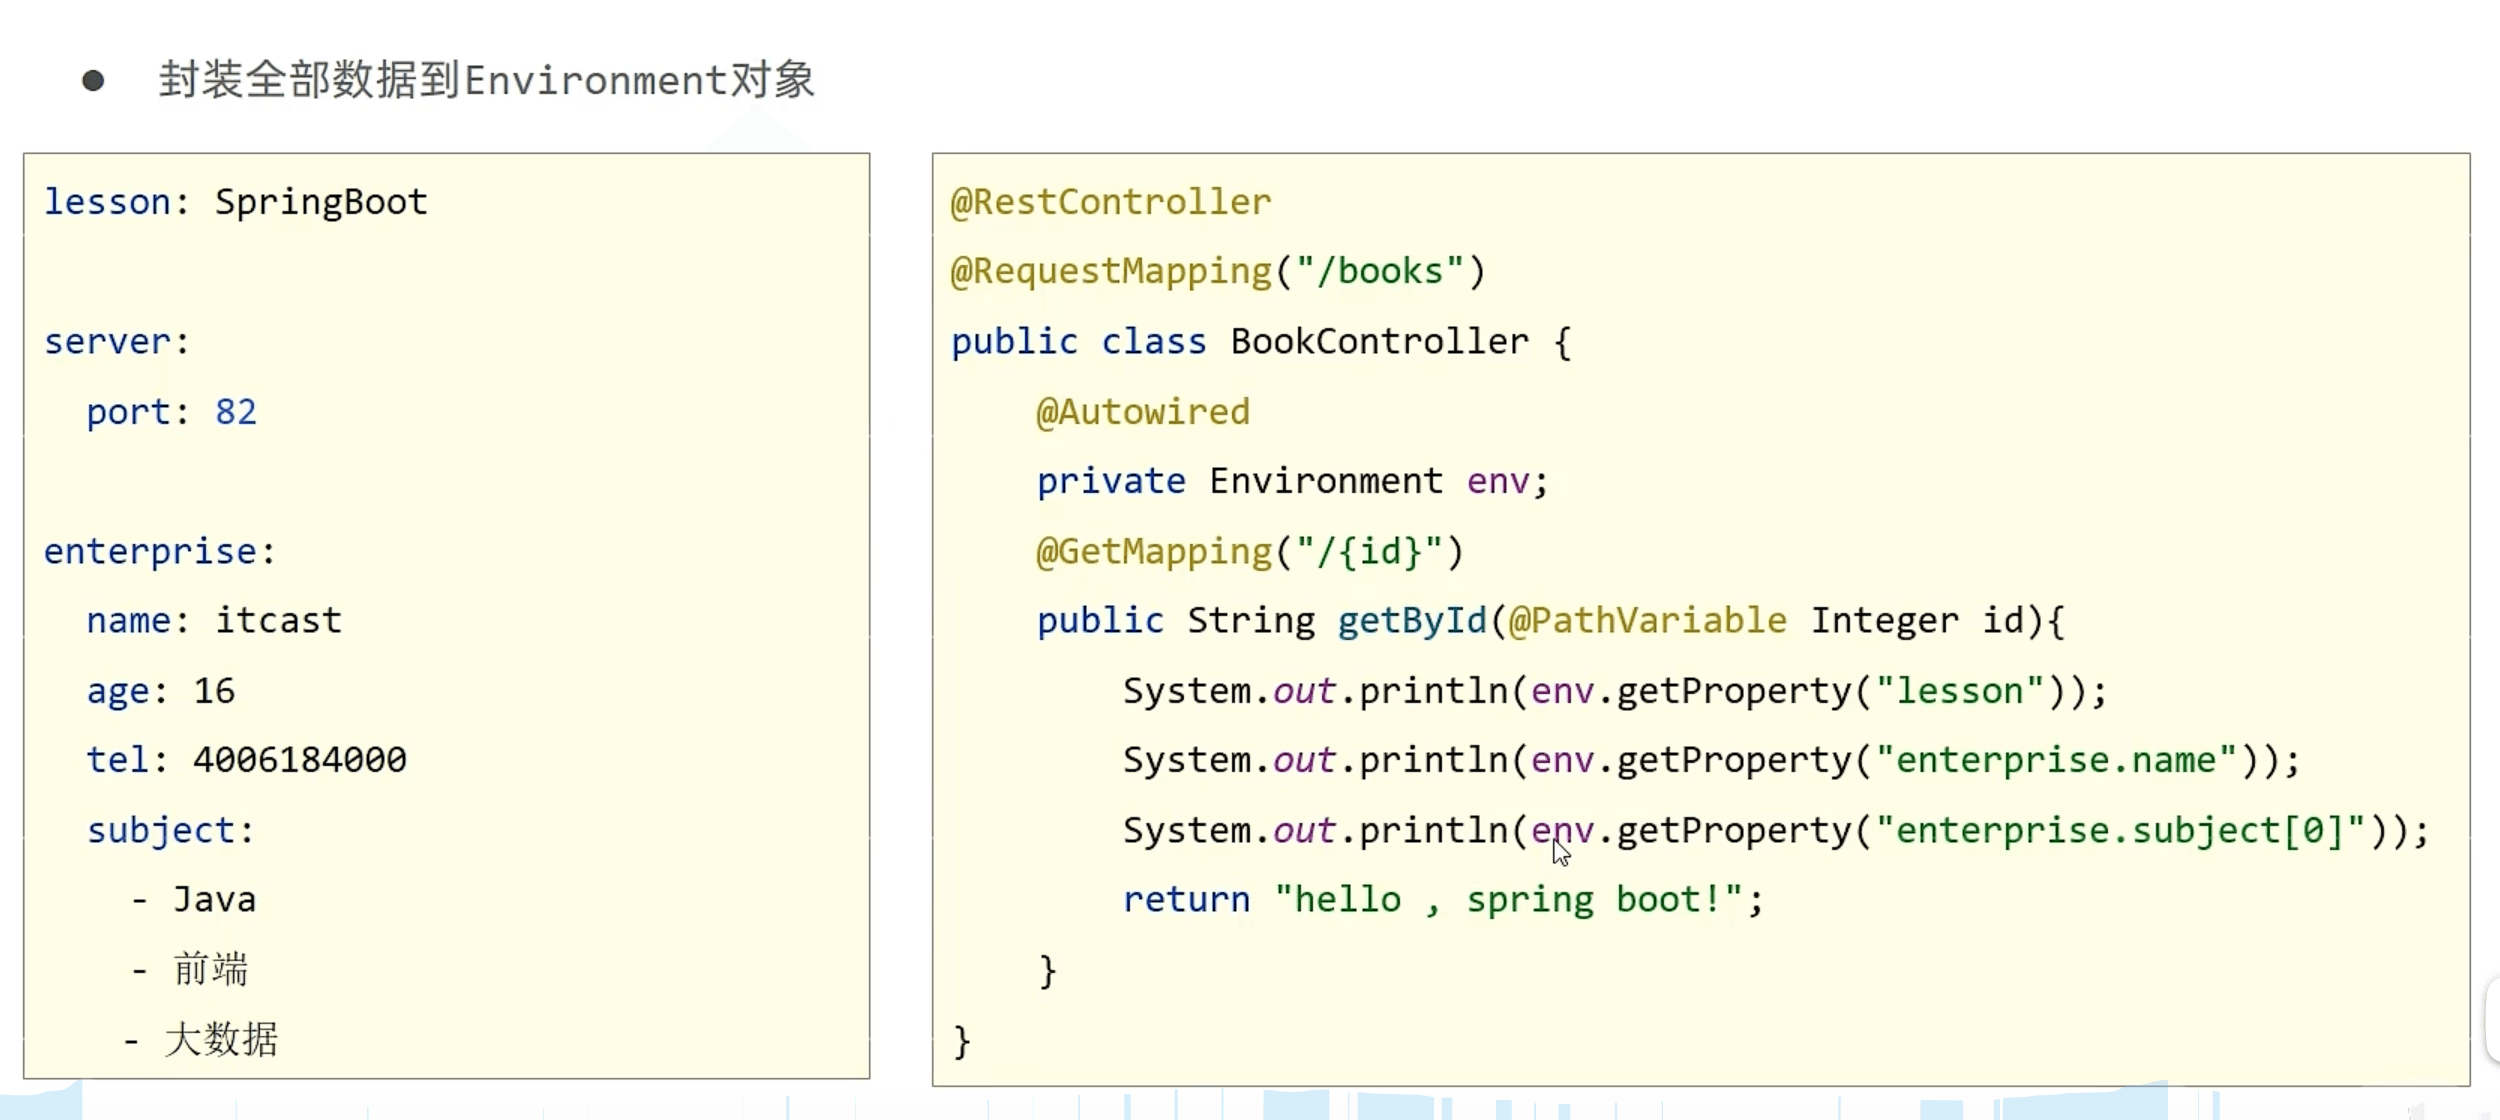 ● 封装全部数据到Environment对象
lesson: SpringBoot
server:
  port: 82
enterprise:
  name: itcast
  age: 16
  tel: 4006184000
  subject:
    - Java
    - 前端
    - 大数据
@RestController
@RequestMapping("/books")
public class BookController {
    @Autowired
    private Environment env;
    @GetMapping("/{id}")
    public String getById(@PathVariable Integer id){
        System.out.println(env.getProperty("lesson"));
        System.out.println(env.getProperty("enterprise.name"));
        System.out.println(env.getProperty("enterprise.subject[0]"));
        return "hello , spring boot!";
    }
}